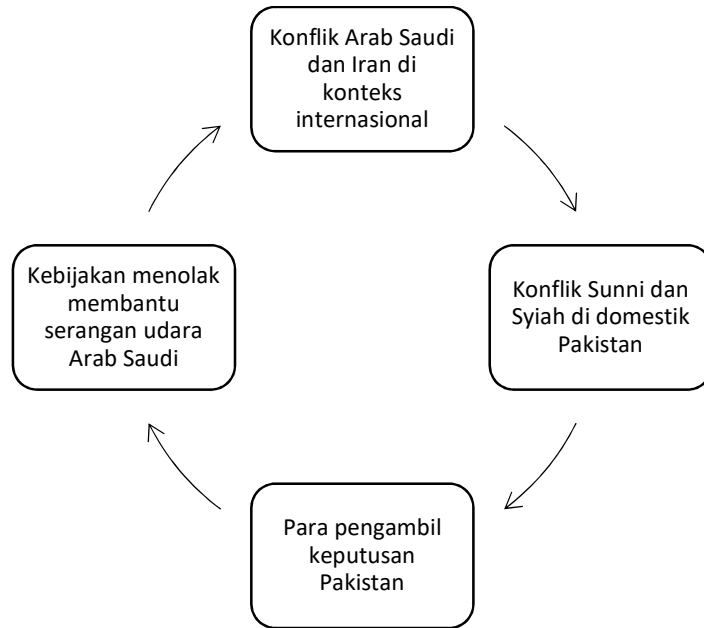 Konflik Arab Saudi
dan Iran di
konteks
internasional
Konflik Sunni dan
Syiah di domestik
Pakistan
Para pengambil
keputusan
Pakistan
Kebijakan menolak
membantu
serangan udara
Arab Saudi